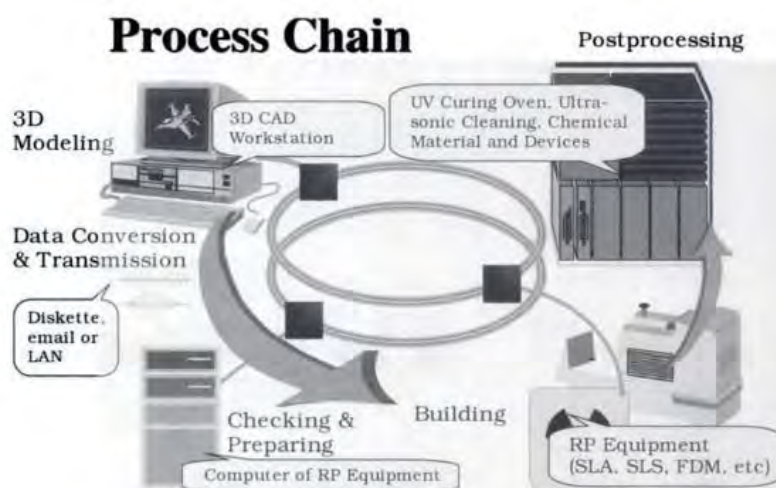 Process Chain
Postprocessing
3D
Modeling
3D CAD
Workstation
UV Curing Oven, Ultra-
sonic Cleaning, Chemical
Material and Devices
Data Conversion
& Transmission
Diskette,
email or
LAN
Checking &
Preparing
Building
Computer of RP Equipment
RP Equipment
(SLA, SLS, FDM, etc)